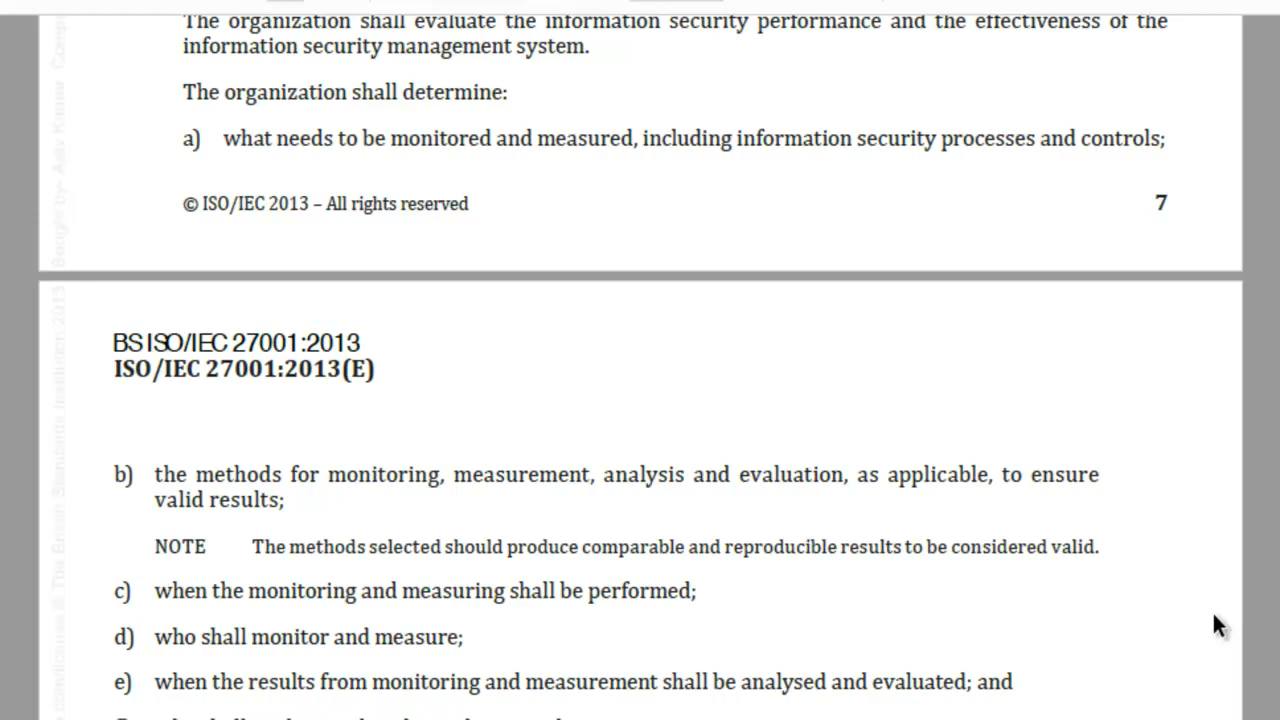 The organization shall evaluate the information security performance and the effectiveness of the
information security management system.
The organization shall determine:
a) what needs to be monitored and measured, including information security processes and controls;
© ISO/IEC 2013 – All rights reserved 7
BS ISO/IEC 27001:2013
ISO/IEC 27001:2013(E)
b) the methods for monitoring, measurement, analysis and evaluation, as applicable, to ensure
valid results;
NOTE The methods selected should produce comparable and reproducible results to be considered valid.
c) when the monitoring and measuring shall be performed;
d) who shall monitor and measure;
e) when the results from monitoring and measurement shall be analysed and evaluated; and